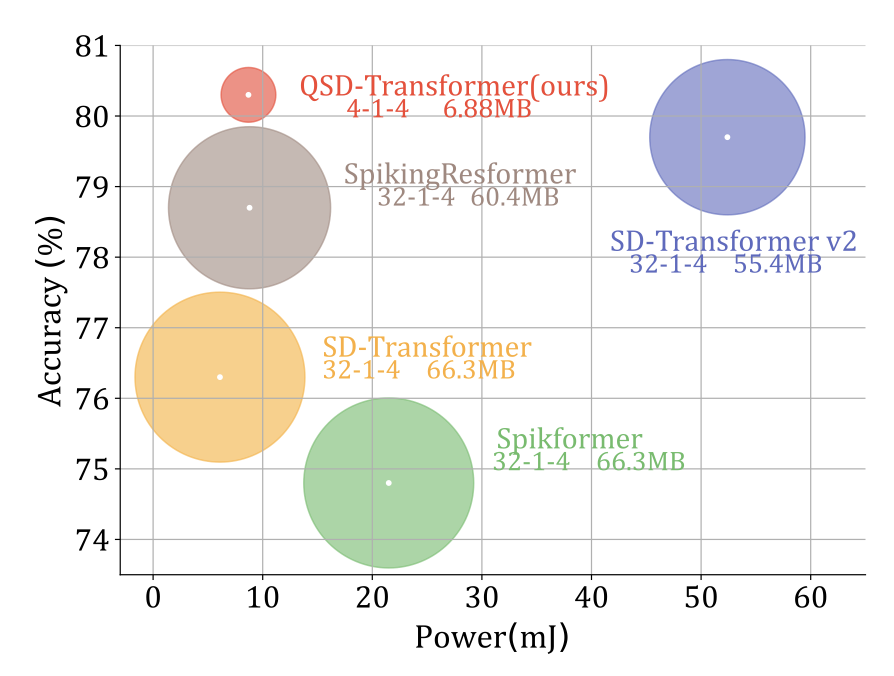 81
80
79
78
77
76
75
74
Accuracy (%)
QSD-Transformer(ours)
4-1-4 6.88MB
SpikingResformer
32-1-4 60.4MB
SD-Transformer v2
32-1-4 55.4MB
SD-Transformer
32-1-4 66.3MB
Spikformer
32-1-4 66.3MB
0 10 20 30 40 50 60
Power(mJ)